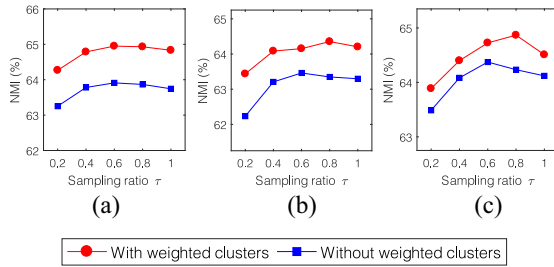 NMI (%)
66
65
64
63
62
0.2 0.4 0.6 0.8 1
Sampling ratio τ
(a)
NMI (%)
65
64
63
62
0.2 0.4 0.6 0.8 1
Sampling ratio τ
(b)
NMI (%)
65
64
63
0.2 0.4 0.6 0.8 1
Sampling ratio τ
(c)
With weighted clusters Without weighted clusters